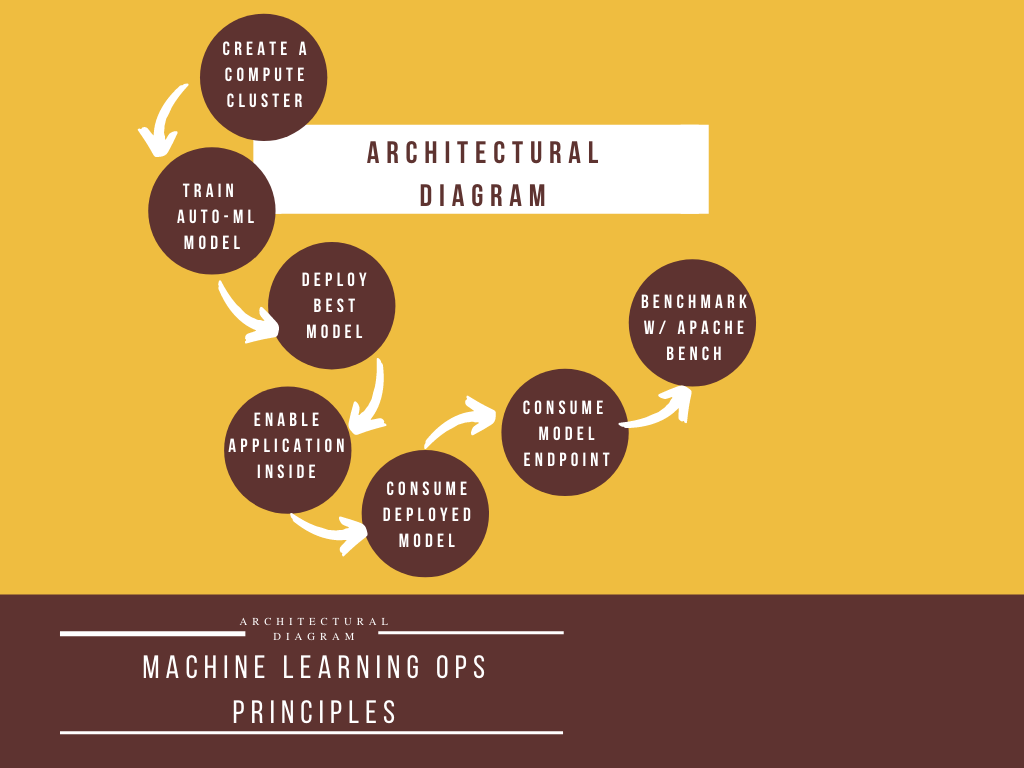 CREATE A
COMPUTE
CLUSTER
ARCHITECTURAL
DIAGRAM
TRAIN
AUTO-ML
MODEL
DEPLOY
BEST
MODEL
ENABLE
APPLICATION
INSIDE
CONSUME
DEPLOYED
MODEL
CONSUME
MODEL
ENDPOINT
BENCHMARK
W/ APACHE
BENCH
ARCHITECTURAL
DIAGRAM
MACHINE LEARNING OPS
PRINCIPLES